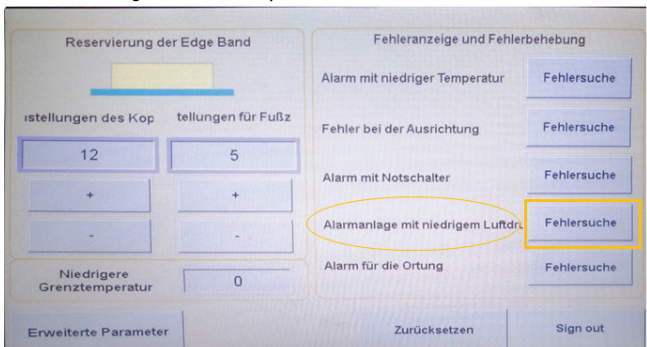 Reservierung der Edge Band
ıstellungen des Kop
tellungen für Fußz
12
5
+
+
-
-
Niedrigere
Grenztemperatur
0
Erweiterte Parameter
Fehleranzeige und Fehlerbehebung
Alarm mit niedriger Temperatur
Fehlersuche
Fehler bei der Ausrichtung
Fehlersuche
Alarm mit Notschalter
Fehlersuche
Alarmanlage mit niedrigem Luftdru
Fehlersuche
Alarm für die Ortung
Fehlersuche
Zurücksetzen
Sign out